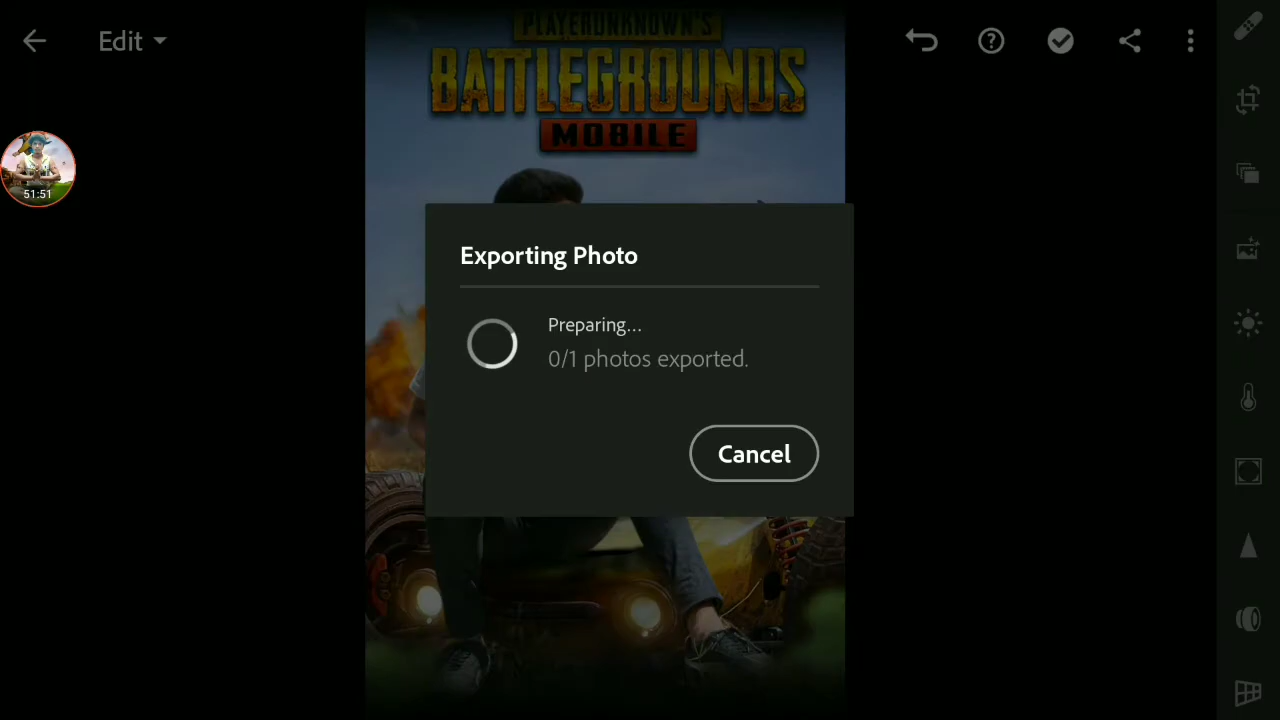 PLAYERUNKNOWN'S
Edit
BATTLEGROUNDS
MOBILE
51:51
Exporting Photo
Preparing...
0/1 photos exported.
Cancel